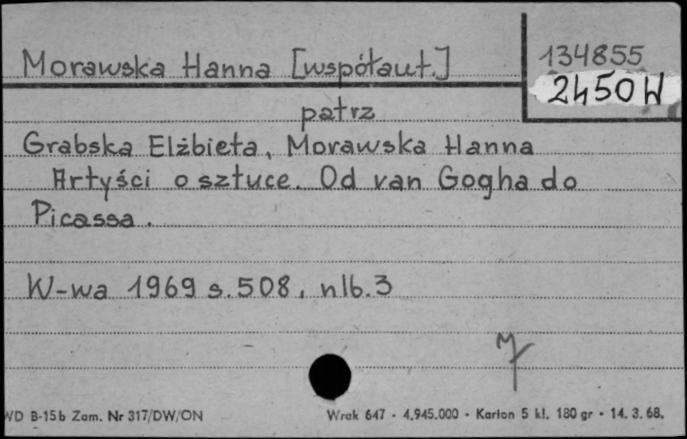 Morawska Hanna [współaut.]
134855
2450 W
patrz
Grabska Elżbieta, Morawska Hanna
Artyści o sztuce. Od van Gogha do
Picassa.
W-wa 1969 s. 508, nlb. 3
WD B-15b Zam. Nr 317/DW/ON
Wrak 647 - 4.945.000 - Karton 5 kl. 180 gr - 14. 3. 68.